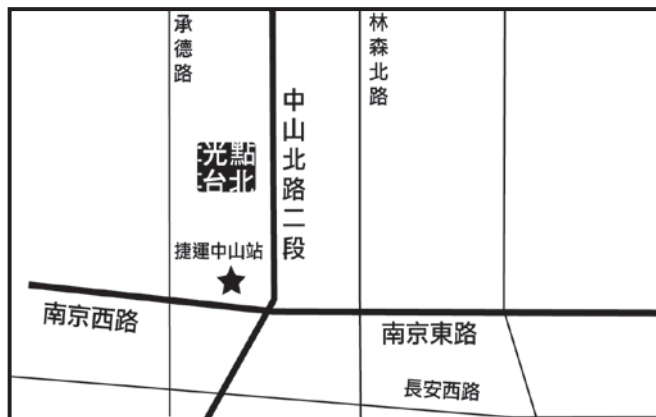 承德路
林森北路
中山北路二段
光點
台北
捷運中山站
南京西路
南京東路
長安西路